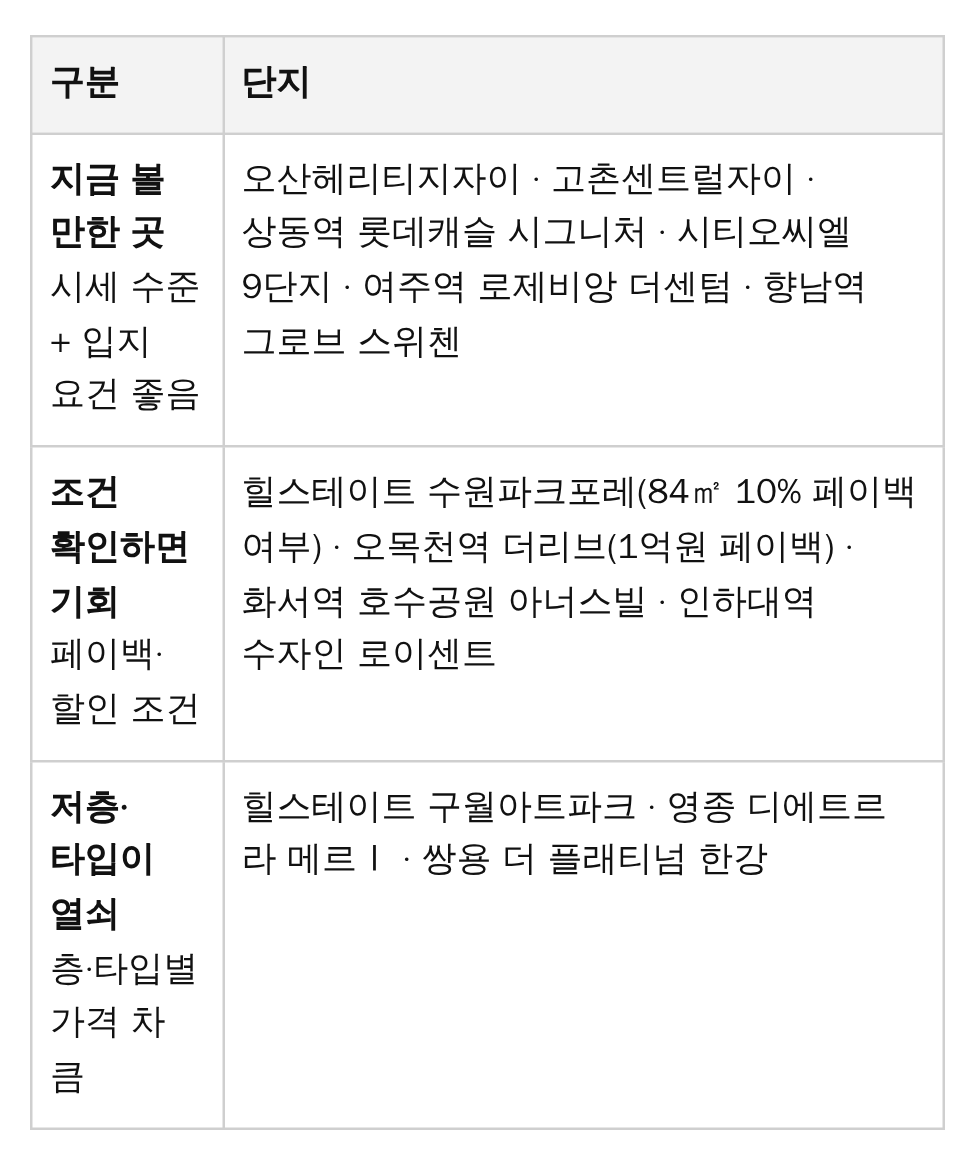 구분
단지
지금 볼
만한 곳
시세 수준
+ 입지
요건 좋음
오산헤리티지자이 · 고촌센트럴자이 ·
상동역 롯데캐슬 시그니처 · 시티오씨엘
9단지 · 여주역 로제비앙 더센텀 · 향남역
그로브 스위첸
조건
확인하면
기회
페이백·
할인 조건
힐스테이트 수원파크포레(84㎡ 10% 페이백
여부) · 오목천역 더리브(1억원 페이백) ·
화서역 호수공원 아너스빌 · 인하대역
수자인 로이센트
저층·
타입이
열쇠
층·타입별
가격 차
큼
힐스테이트 구월아트파크 · 영종 디에트르
라 메르Ⅰ · 쌍용 더 플래티넘 한강